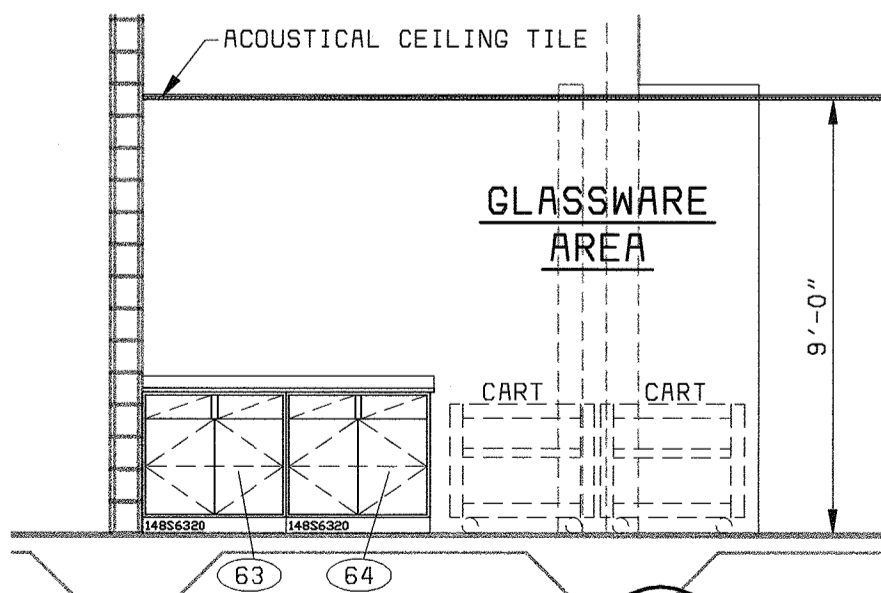 ACOUSTICAL CEILING TILE
GLASSWARE
AREA
9'-0"
CART CART
148S6320 148S6320
63 64